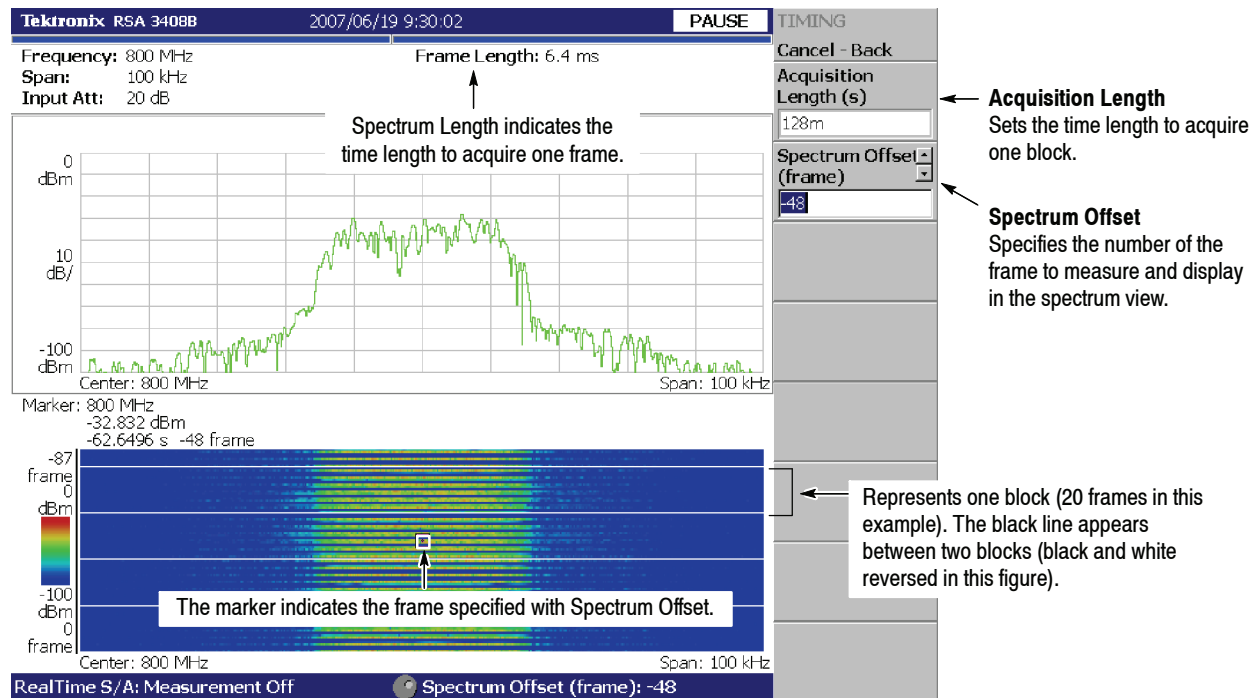 Tektronix RSA 3408B 2007/06/19 9:30:02 PAUSE TIMING
Frequency: 800 MHz
Span: 100 kHz
Input Att: 20 dB
Frame Length: 6.4 ms
Cancel - Back
Acquisition
Length (s)
128m
Spectrum Offset
(frame)
-48
Acquisition Length
Sets the time length to acquire
one block.
Spectrum Offset
Specifies the number of the
frame to measure and display
in the spectrum view.
Spectrum Length indicates the
time length to acquire one frame.
0
dBm
10
dB/
-100
dBm
Center: 800 MHz Span: 100 kHz
Marker: 800 MHz
-32.832 dBm
-62.6496 s -48 frame
-87
frame
0
dBm
-100
dBm
0
frame
The marker indicates the frame specified with Spectrum Offset.
Represents one block (20 frames in this
example). The black line appears
between two blocks (black and white
reversed in this figure).
Center: 800 MHz Span: 100 kHz
RealTime S/A: Measurement Off Spectrum Offset (frame): -48